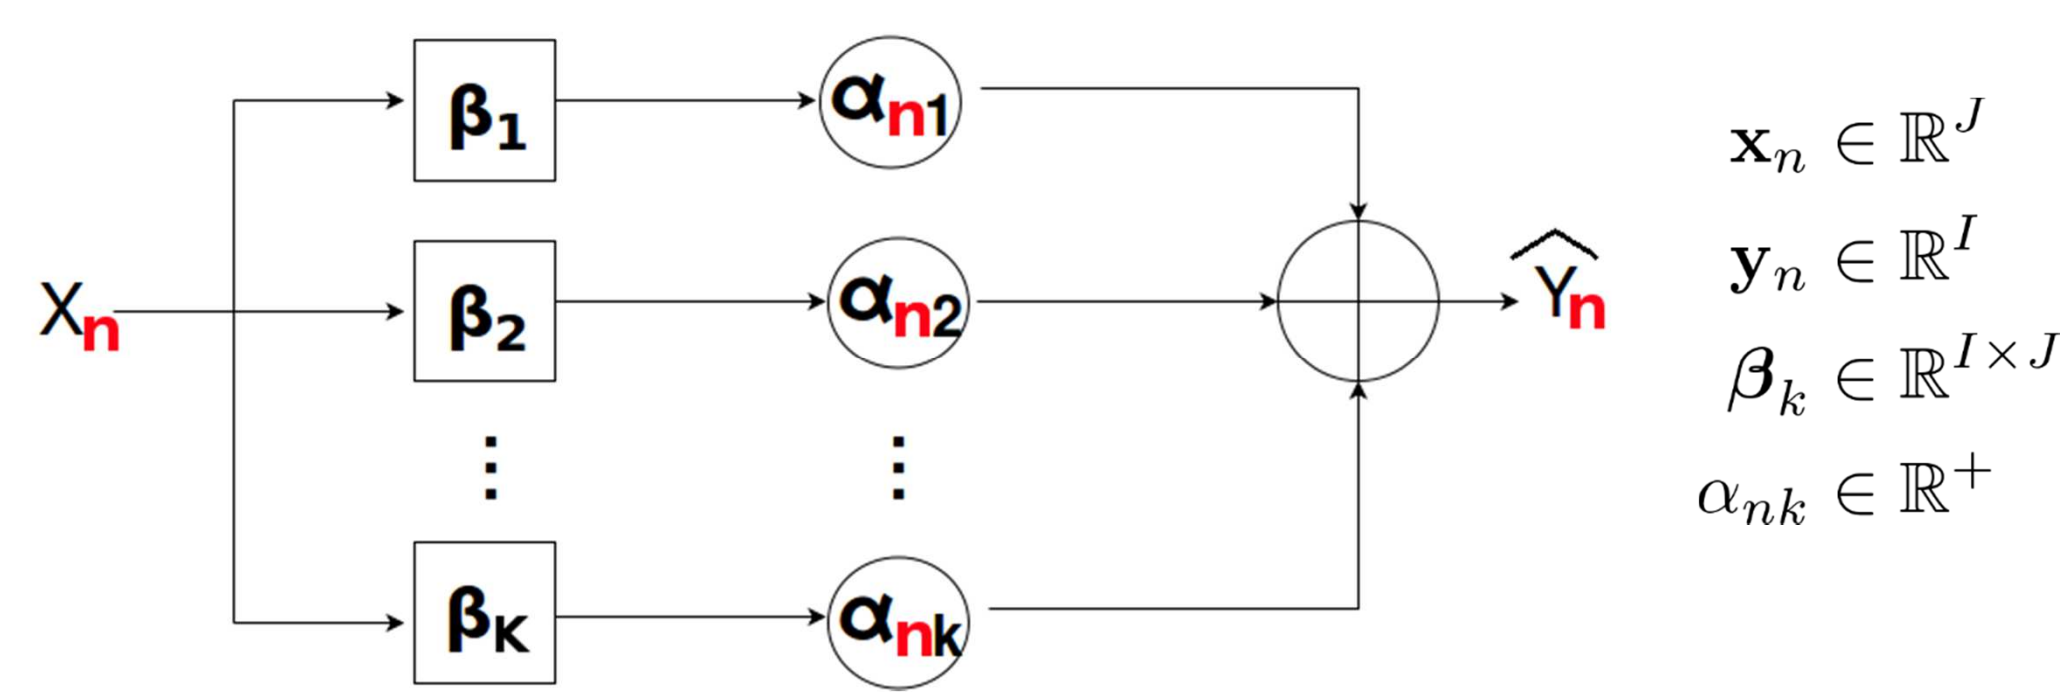 β1
αn1
xₙ ∈ ℝᴶ
Xn
β2
αn2
Ŷn
yₙ ∈ ℝᴵ
βₖ ∈ ℝᴵ ˣ ᴶ
⋮
⋮
αₙₖ ∈ ℝ⁺
βK
αnk